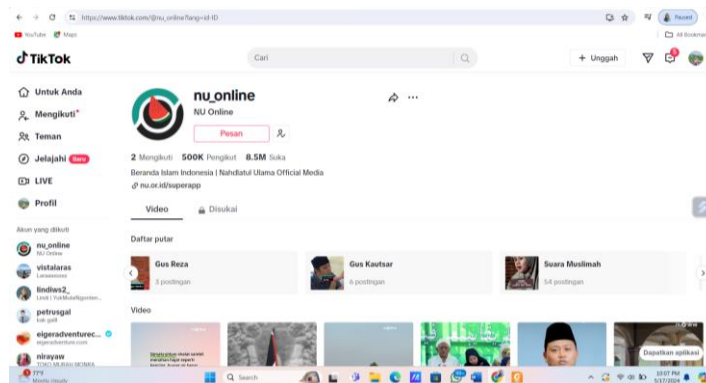 https://www.tiktok.com/@nu_online?lang=id-ID
Paused
YouTube Maps
All Bookmar
TikTok
Cari
+ Unggah
Untuk Anda
Mengikuti
Teman
Jelajahi Baru
LIVE
Profil
Akun yang diikuti
nu_online
NU Online
vistalaras
lindiws2_
petrusgal
eigeradventurec...
eigeradventure.com
nirayaw
nu_online
NU Online
Pesan
2 Mengikuti 500K Pengikut 8.5M Suka
Beranda Islam Indonesia | Nahdlatul Ulama Official Media
nu.or.id/superapp
Video Disukai
Daftar putar
Gus Reza
3 postingan
Gus Kautsar
6 postingan
Suara Muslimah
54 postingan
Video
Dapatkan aplikasi
77°F
Mostly cloudy
Search
10:07 PM